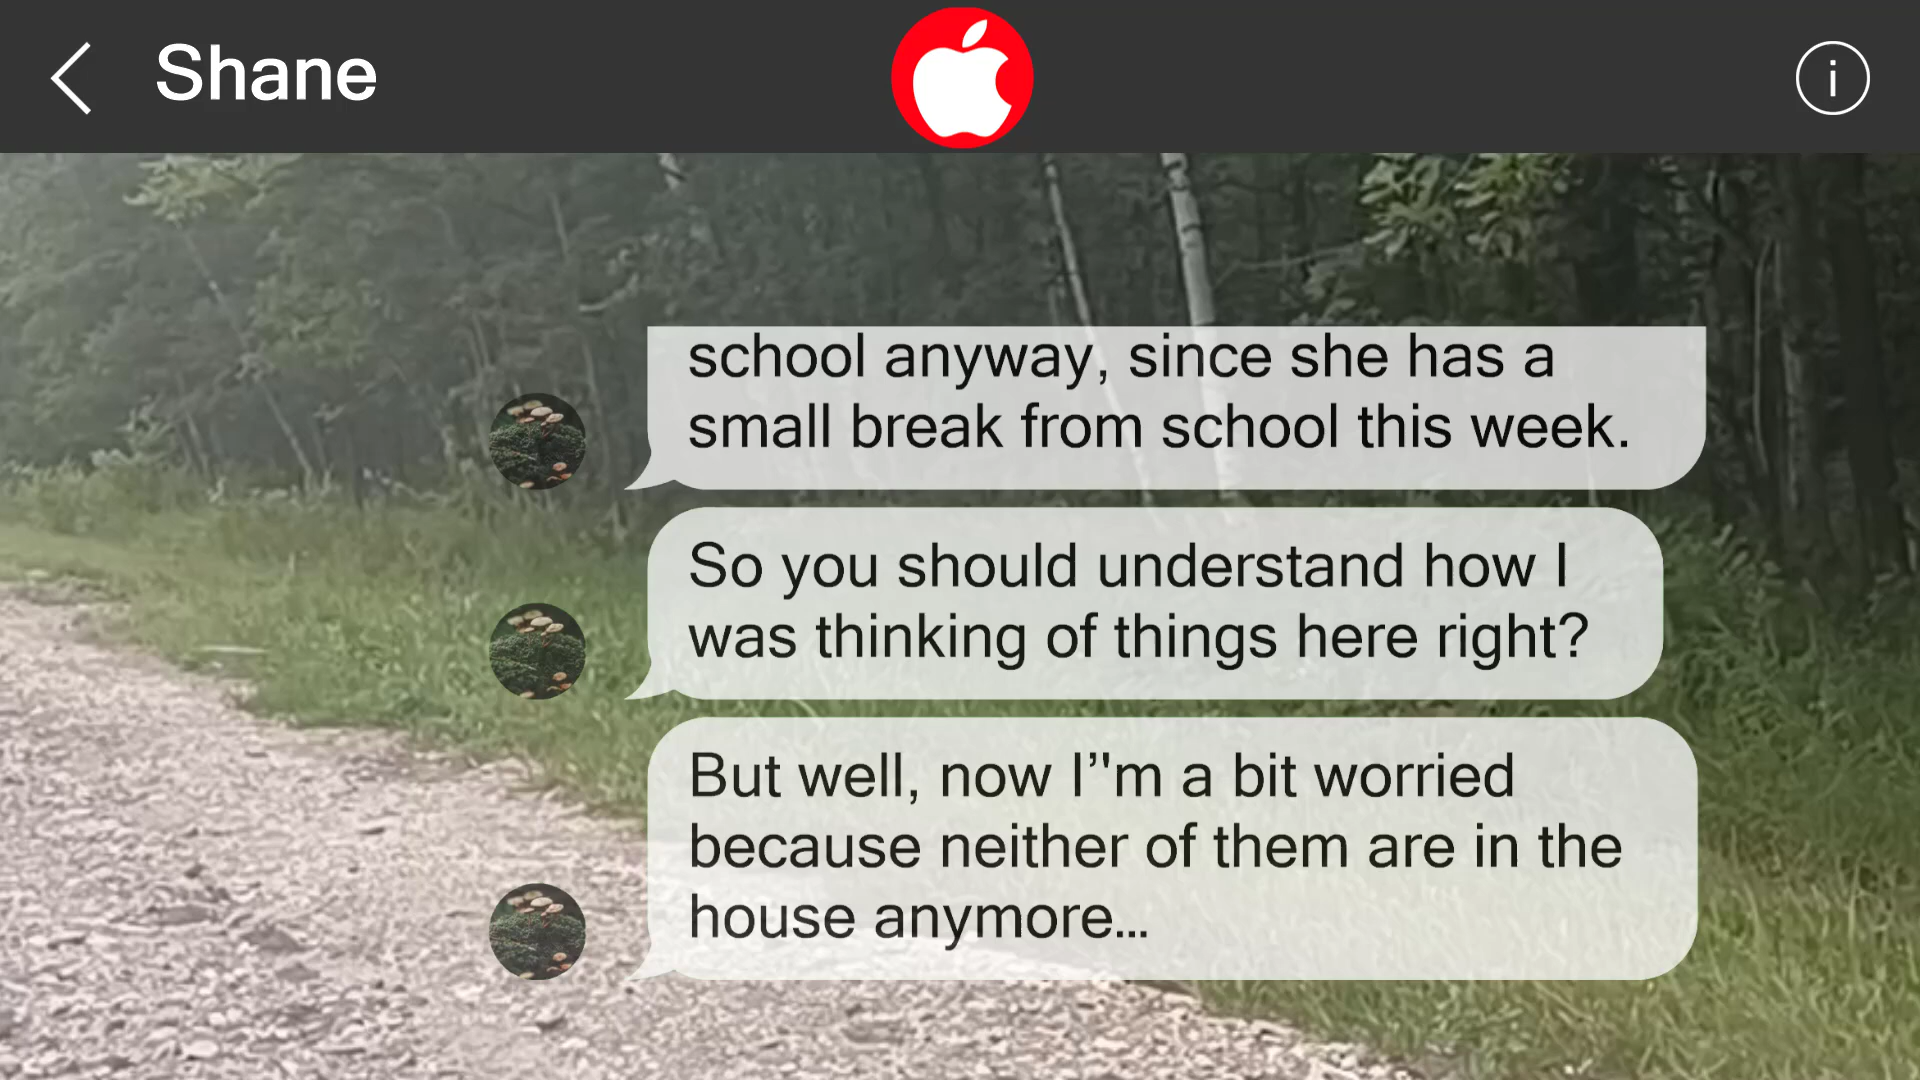 Shane
i
school anyway, since she has a
small break from school this week.
So you should understand how I
was thinking of things here right?
But well, now I’"m a bit worried
because neither of them are in the
house anymore...